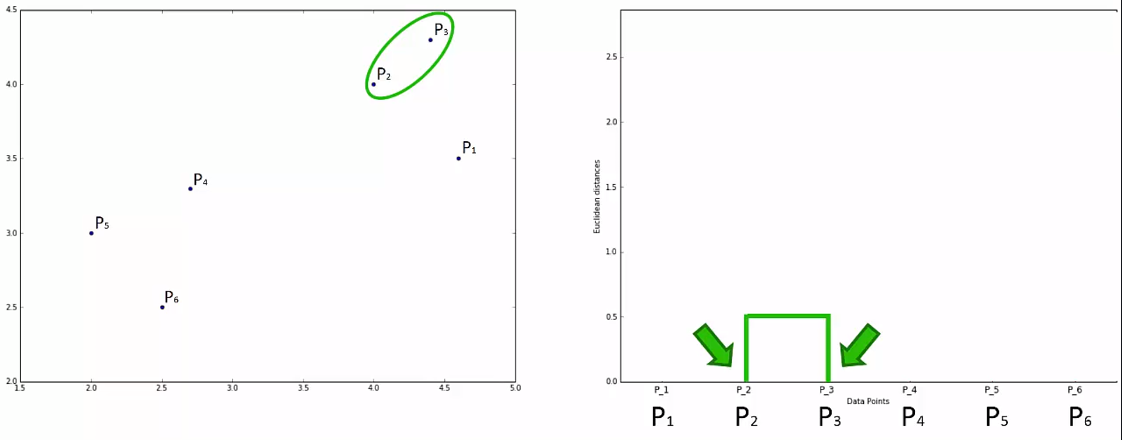 4.5
4.0
3.5
3.0
2.5
2.0
1.5 2.0 2.5 3.0 3.5 4.0 4.5 5.0
P3
P2
P1
P4
P5
P6
2.5
2.0
1.5
1.0
0.5
0.0
Euclidean distances
P_1 P_2 P_3 P_4 P_5 P_6
Data Points
P1 P2 P3 P4 P5 P6